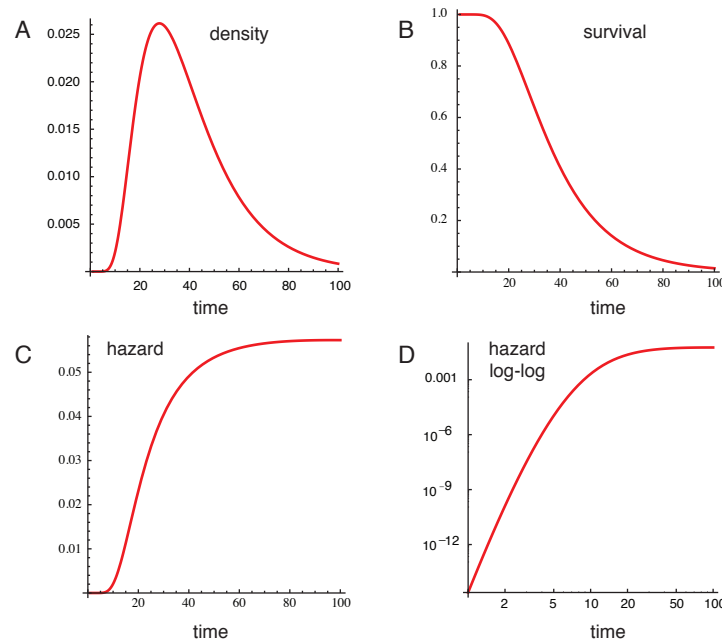 A
density
0.025
0.020
0.015
0.010
0.005
20 40 60 80 100
time
B
survival
1.0
0.8
0.6
0.4
0.2
20 40 60 80 100
time
C
hazard
0.05
0.04
0.03
0.02
0.01
20 40 60 80 100
time
D
hazard
log-log
0.001
10⁻⁶
10⁻⁹
10⁻¹²
2 5 10 20 50 100
time